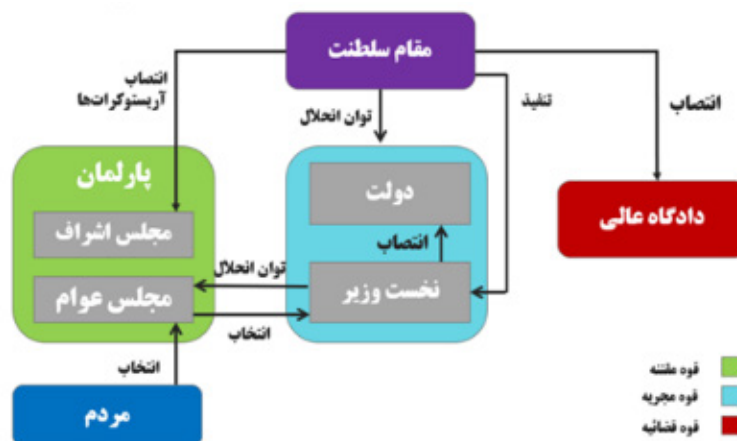 مقام سلطنت
انتصاب
آریستوکرات‌ها
توان انحلال
تنفیذ
انتصاب
پارلمان
مجلس اشراف
مجلس عوام
دولت
انتصاب
نخست وزیر
توان انحلال
انتخاب
دادگاه عالی
انتخاب
مردم
قوه مقننه
قوه مجریه
قوه قضائیه